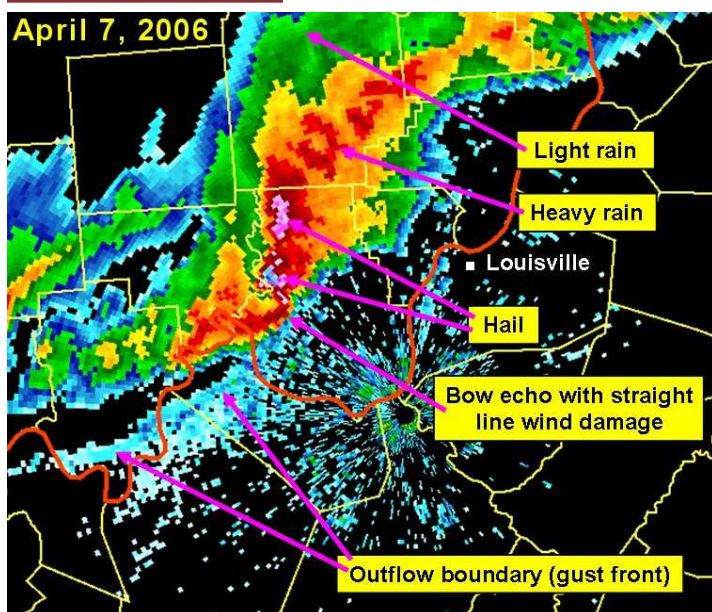 April 7, 2006
Light rain
Heavy rain
Louisville
Hail
Bow echo with straight
line wind damage
Outflow boundary (gust front)